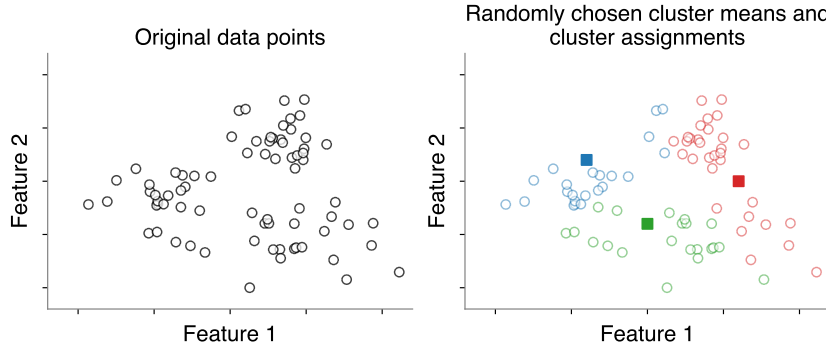 Original data points
Randomly chosen cluster means and
cluster assignments
Feature 2
Feature 1
Feature 2
Feature 1